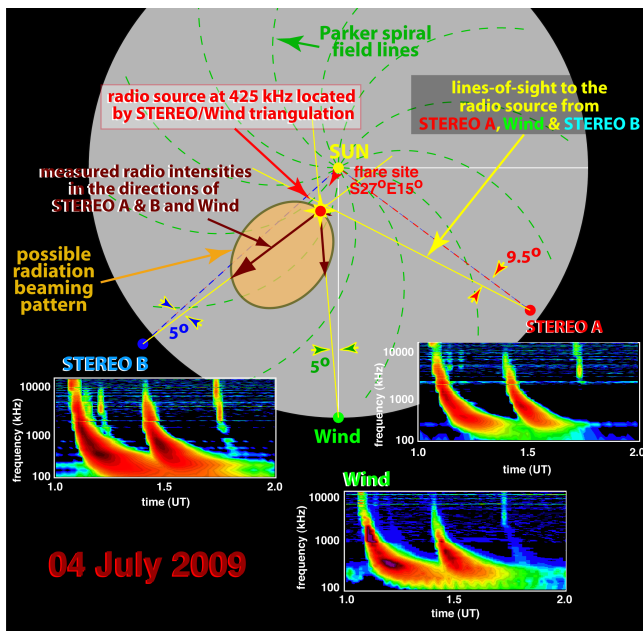 Parker spiral
field lines
radio source at 425 kHz located
by STEREO/Wind triangulation
lines-of-sight to the
radio source from
STEREO A, Wind & STEREO B
SUN
flare site
S27°E15°
measured radio intensities
in the directions of
STEREO A & B and Wind
possible
radiation
beaming
pattern
9.5°
5°
5°
STEREO A
STEREO B
Wind
frequency (kHz)
10000
1000
100
1.0
1.5
2.0
time (UT)
frequency (kHz)
10000
1000
100
1.0
1.5
2.0
time (UT)
Wind
frequency (kHz)
10000
1000
100
1.0
1.5
2.0
time (UT)
04 July 2009